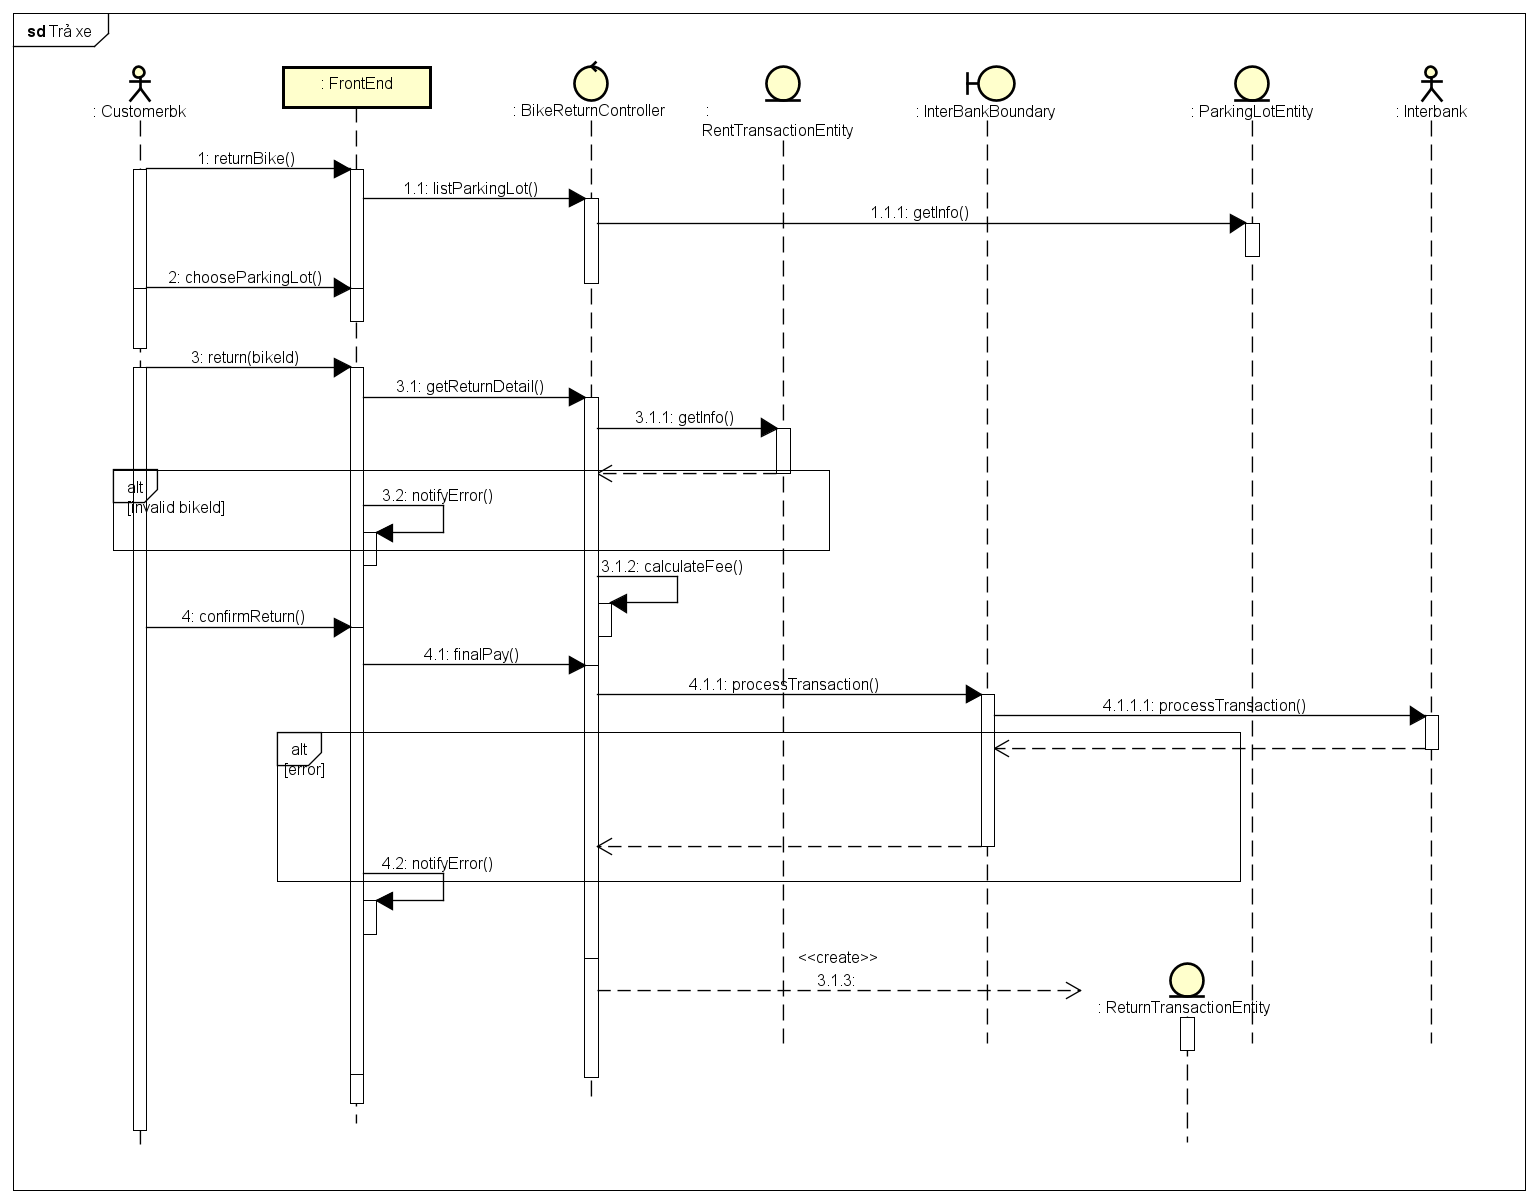 sd Trả xe
: Customerbk
: FrontEnd
: BikeReturnController
:
RentTransactionEntity
: InterBankBoundary
: ParkingLotEntity
: Interbank
1: returnBike()
1.1: listParkingLot()
1.1.1: getInfo()
2: chooseParkingLot()
3: return(bikeId)
3.1: getReturnDetail()
3.1.1: getInfo()
alt
[invalid bikeId]
3.2: notifyError()
3.1.2: calculateFee()
4: confirmReturn()
4.1: finalPay()
4.1.1: processTransaction()
4.1.1.1: processTransaction()
alt
[error]
4.2: notifyError()
<<create>>
3.1.3:
: ReturnTransactionEntity